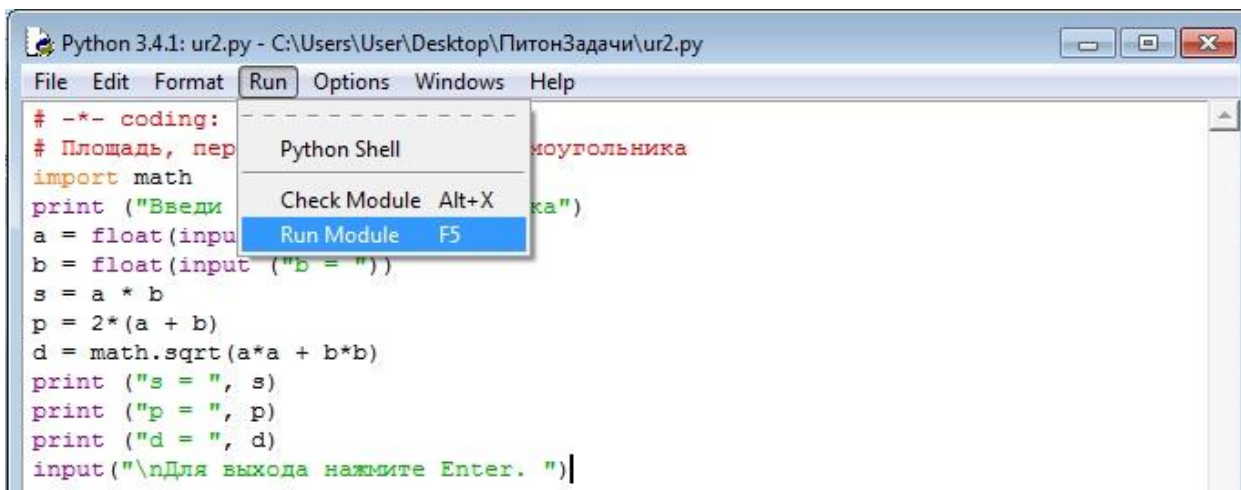 Python 3.4.1: ur2.py - C:\Users\User\Desktop\ПитонЗадачи\ur2.py
File Edit Format Run Options Windows Help
# -*- coding:
# Площадь, пер моугольника
Python Shell
import math
Check Module Alt+X
print ("Введи ка")
Run Module F5
a = float(inpu
b = float(input ("b = "))
s = a * b
p = 2*(a + b)
d = math.sqrt(a*a + b*b)
print ("s = ", s)
print ("p = ", p)
print ("d = ", d)
input("\nДля выхода нажмите Enter. ")